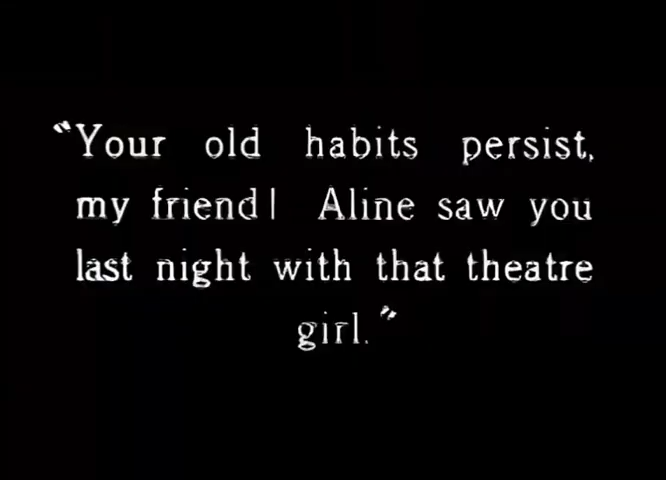 "Your old habits persist,
my friend! Aline saw you
last night with that theatre
girl."